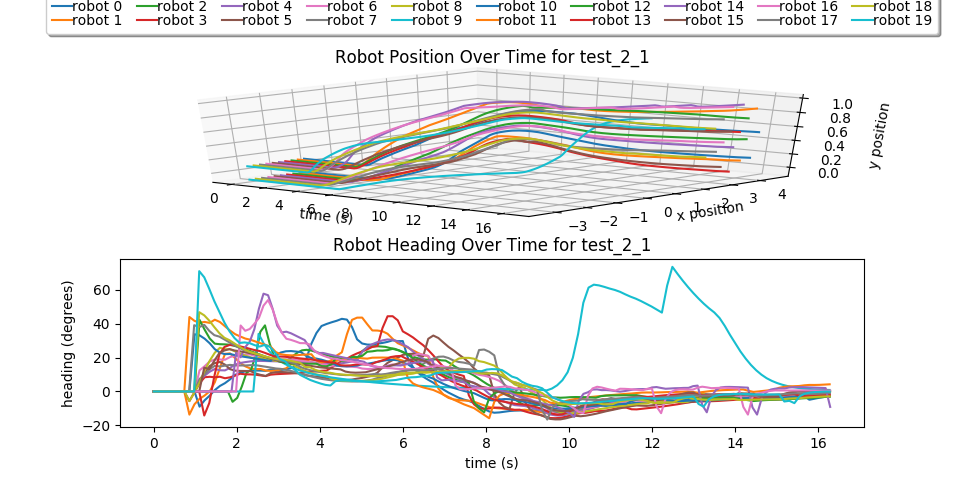 robot 0 robot 2 robot 4 robot 6 robot 8 robot 10 robot 12 robot 14 robot 16 robot 18
robot 1 robot 3 robot 5 robot 7 robot 9 robot 11 robot 13 robot 15 robot 17 robot 19
Robot Position Over Time for test_2_1
1.0
0.8
0.6
0.4
0.2
0.0
y position
0 2 4 6 8 10 12 14 16
time (s)
−3 −2 −1 0 1 2 3 4
x position
Robot Heading Over Time for test_2_1
60
40
20
0
−20
heading (degrees)
0 2 4 6 8 10 12 14 16
time (s)